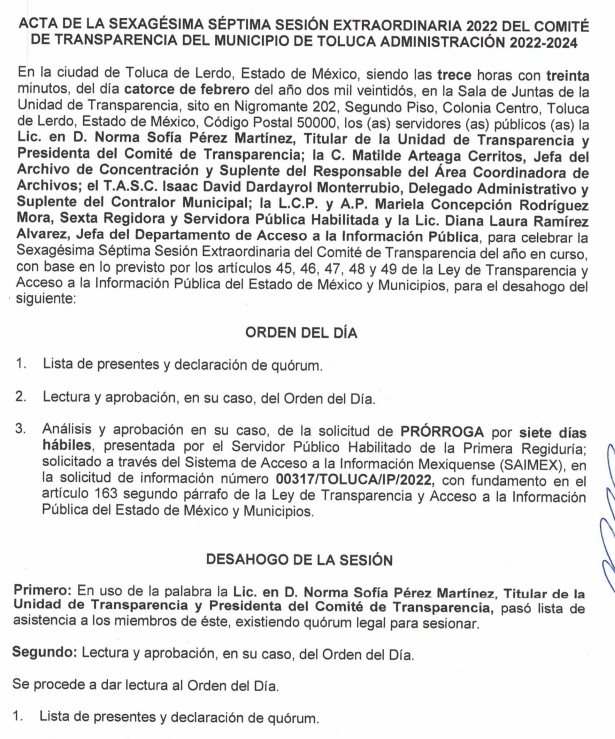 ACTA DE LA SEXAGÉSIMA SÉPTIMA SESIÓN EXTRAORDINARIA 2022 DEL COMITÉ
DE TRANSPARENCIA DEL MUNICIPIO DE TOLUCA ADMINISTRACIÓN 2022-2024
En la ciudad de Toluca de Lerdo, Estado de México, siendo las trece horas con treinta
minutos, del día catorce de febrero del año dos mil veintidós, en la Sala de Juntas de la
Unidad de Transparencia, sito en Nigromante 202, Segundo Piso, Colonia Centro, Toluca
de Lerdo, Estado de México, Código Postal 50000, los (as) servidores (as) públicos (as) la
Lic. en D. Norma Sofía Pérez Martínez, Titular de la Unidad de Transparencia y
Presidenta del Comité de Transparencia; la C. Matilde Arteaga Cerritos, Jefa del
Archivo de Concentración y Suplente del Responsable del Área Coordinadora de
Archivos; el T.A.S.C. Isaac David Dardayrol Monterrubio, Delegado Administrativo y
Suplente del Contralor Municipal; la L.C.P. y A.P. Mariela Concepción Rodríguez
Mora, Sexta Regidora y Servidora Pública Habilitada y la Lic. Diana Laura Ramírez
Alvarez, Jefa del Departamento de Acceso a la Información Pública, para celebrar la
Sexagésima Séptima Sesión Extraordinaria del Comité de Transparencia del año en curso,
con base en lo previsto por los artículos 45, 46, 47, 48 y 49 de la Ley de Transparencia y
Acceso a la Información Pública del Estado de México y Municipios, para el desahogo del
siguiente:
ORDEN DEL DÍA
1. Lista de presentes y declaración de quórum.
2. Lectura y aprobación, en su caso, del Orden del Día.
3. Análisis y aprobación en su caso, de la solicitud de PRÓRROGA por siete días
hábiles, presentada por el Servidor Público Habilitado de la Primera Regiduría;
solicitado a través del Sistema de Acceso a la Información Mexiquense (SAIMEX), en
la solicitud de información número 00317/TOLUCA/IP/2022, con fundamento en el
artículo 163 segundo párrafo de la Ley de Transparencia y Acceso a la Información
Pública del Estado de México y Municipios.
DESAHOGO DE LA SESIÓN
Primero: En uso de la palabra la Lic. en D. Norma Sofía Pérez Martínez, Titular de la
Unidad de Transparencia y Presidenta del Comité de Transparencia, pasó lista de
asistencia a los miembros de éste, existiendo quórum legal para sesionar.
Segundo: Lectura y aprobación, en su caso, del Orden del Día.
Se procede a dar lectura al Orden del Día.
1. Lista de presentes y declaración de quórum.